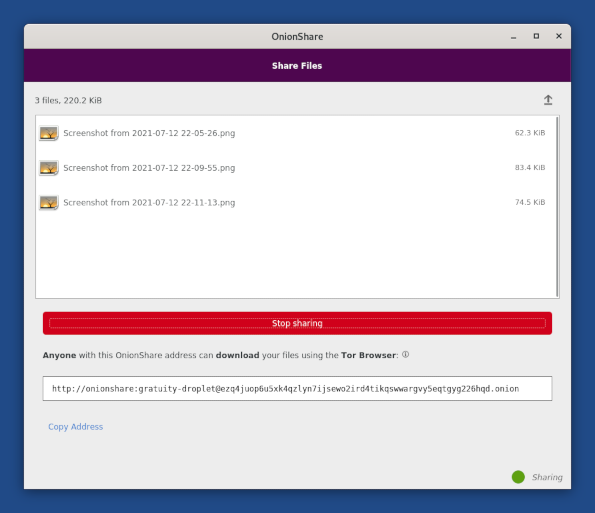 OnionShare
Share Files
3 files, 220.2 KiB
Screenshot from 2021-07-12 22-05-26.png 62.3 KiB
Screenshot from 2021-07-12 22-09-55.png 83.4 KiB
Screenshot from 2021-07-12 22-11-13.png 74.5 KiB
Stop sharing
Anyone with this OnionShare address can download your files using the Tor Browser:
http://onionshare:gratuity-droplet@ezq4juop6u5xk4qzlyn7ijsewo2ird4tikqswwargvy5eqtgyg226hqd.onion
Copy Address
Sharing